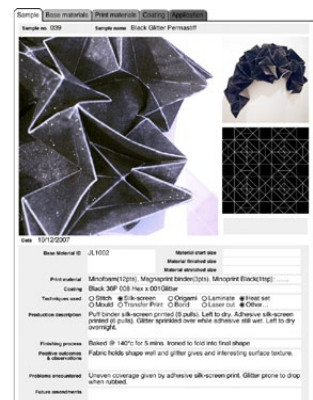 Sample Base materials Print materials Coating Application
Sample no. 039 Sample name Black Glitter Permastiff
Date 10/12/2007
Base Material ID JL1002 Material start size
Material finished size
Material stretched size
Print material Minofoam(12pts), Magnaprint binder(3pts), Minoprint Black(1tsp)
Coating Black 36F 008 Hex x 001Glitter
Techniques used Stitch Silk-screen Origami Laminate Heat set
Mould Transfer Print Bond Laser cut Other...
Production description Puff binder silk-screen printed (6 pulls). Left to dry. Adhesive silk-screen
printed (6 pulls). Glitter sprinkled over while adhesive still wet. Left to dry
overnight.
Finishing process Baked @ 140°c for 5 mins. Ironed to fold into final shape
Positive outcomes Fabric holds shape well and glitter gives and interesting surface texture.
& observations
Problems encountered Uneven coverage given by adhesive silk-screen print. Glitter prone to drop
when rubbed.
Future amendments